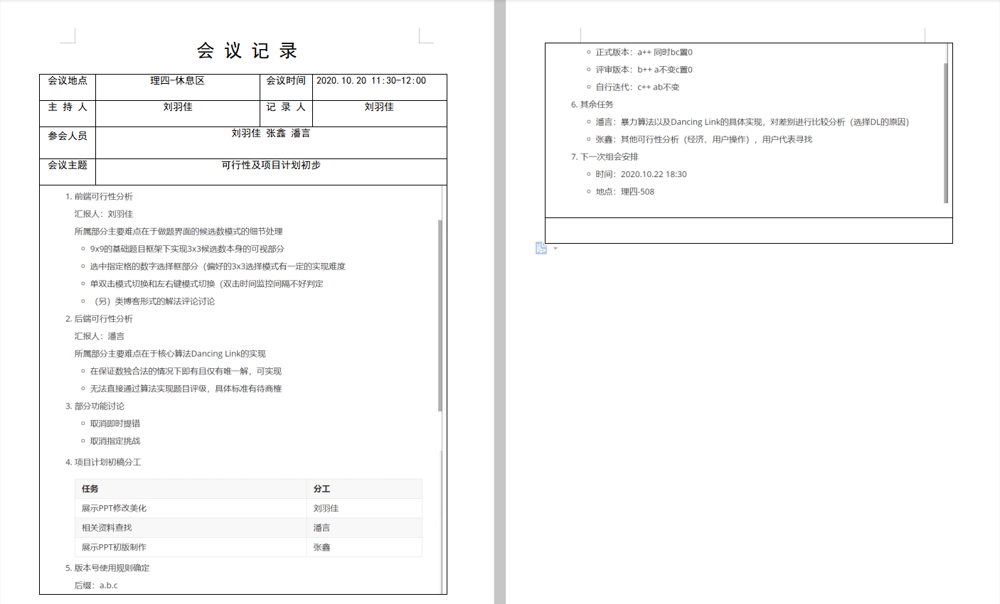 会 议 记 录
会议地点 理四-休息区 会议时间 2020.10.20 11:30-12:00
主 持 人 刘羽佳 记 录 人 刘羽佳
参会人员 刘羽佳 张鑫 潘言
会议主题 可行性及项目计划初步
1. 前端可行性分析
汇报人：刘羽佳
所属部分主要难点在于做题界面的候选数模式的细节处理
9x9的基础题目框架下实现3x3候选数本身的可视部分
选中指定格的数字选择框部分（偏好的3x3选择模式有一定的实现难度
单双击模式切换和左右键模式切换（双击时间监控间隔不好判定
（另）类博客形式的解法评论讨论
2. 后端可行性分析
汇报人：潘言
所属部分主要难点在于核心算法Dancing Link的实现
在保证数独合法的情况下即有且仅有唯一解，可实现
无法直接通过算法实现题目评级，具体标准有待商榷
3. 部分功能讨论
取消即时提错
取消指定挑战
4. 项目计划初稿分工
任务 分工
展示PPT修改美化 刘羽佳
相关资料查找 潘言
展示PPT初版制作 张鑫
5. 版本号使用规则确定
后缀：a.b.c
正式版本：a++ 同时bc置0
评审版本：b++ a不变c置0
自行迭代：c++ ab不变
6. 其余任务
潘言：暴力算法以及Dancing Link的具体实现，对差别进行比较分析（选择DL的原因）
张鑫：其他可行性分析（经济、用户操作），用户代表寻找
7. 下一次组会安排
时间：2020.10.22 18:30
地点：理四-508